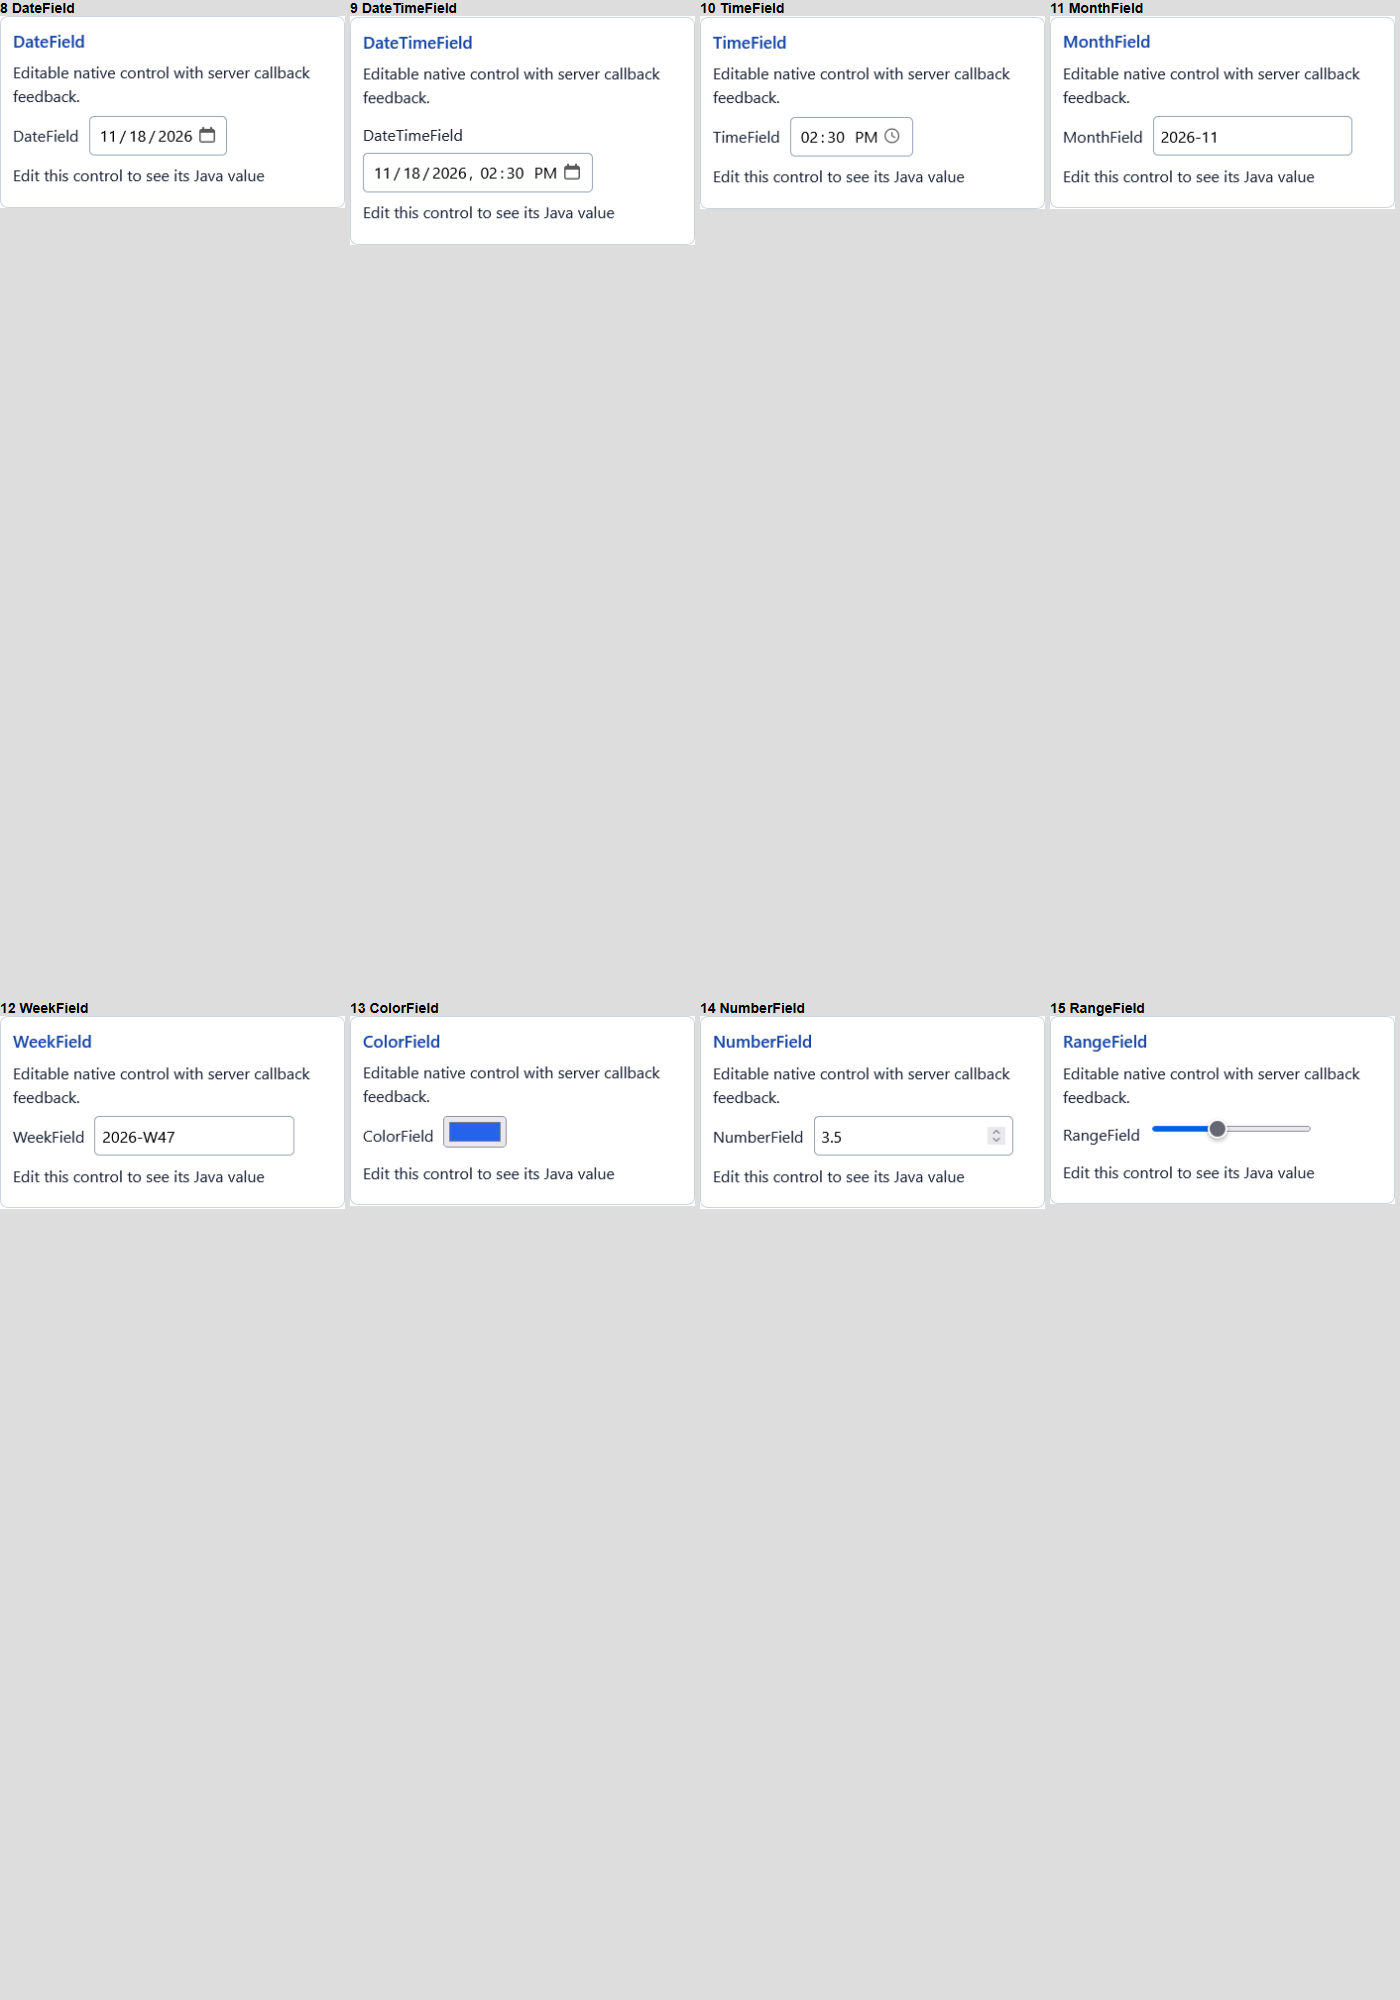 8 DateField
DateField
Editable native control with server callback
feedback.
DateField 11/18/2026
Edit this control to see its Java value
9 DateTimeField
DateTimeField
Editable native control with server callback
feedback.
DateTimeField
11/18/2026, 02:30 PM
Edit this control to see its Java value
10 TimeField
TimeField
Editable native control with server callback
feedback.
TimeField 02:30 PM
Edit this control to see its Java value
11 MonthField
MonthField
Editable native control with server callback
feedback.
MonthField 2026-11
Edit this control to see its Java value
12 WeekField
WeekField
Editable native control with server callback
feedback.
WeekField 2026-W47
Edit this control to see its Java value
13 ColorField
ColorField
Editable native control with server callback
feedback.
ColorField
Edit this control to see its Java value
14 NumberField
NumberField
Editable native control with server callback
feedback.
NumberField 3.5
Edit this control to see its Java value
15 RangeField
RangeField
Editable native control with server callback
feedback.
RangeField
Edit this control to see its Java value